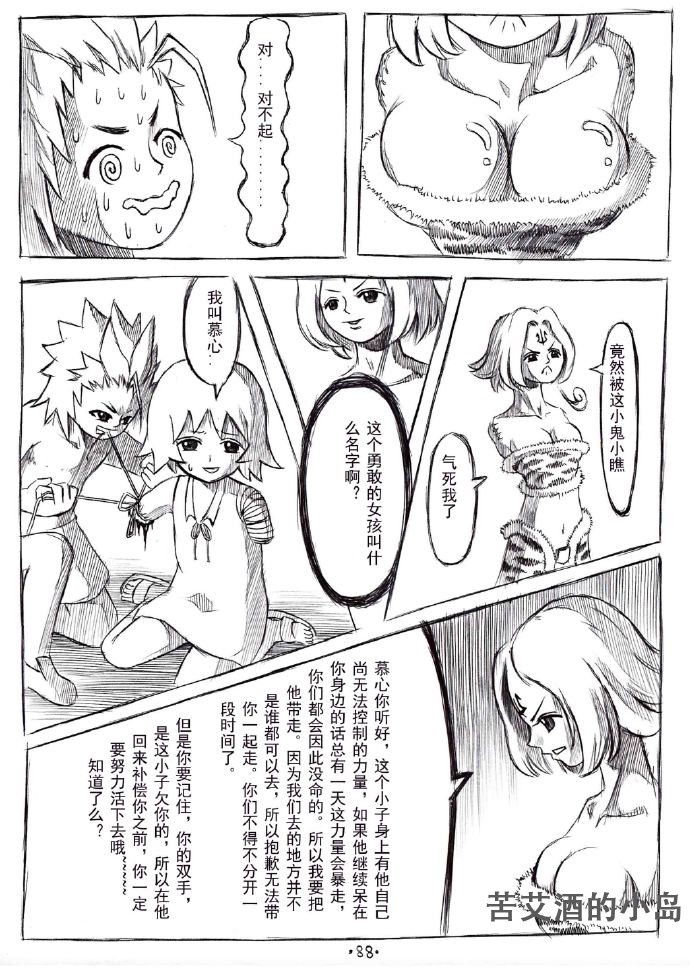 对....
对不起........
竟然被这小鬼小瞧
气死我了
这个勇敢的女孩叫什
么名字啊？
我叫慕心..
慕心你听好，这个小子身上有他自己
尚无法控制的力量，如果他继续呆在
你身边的话总有一天这力量会暴走，
你们都会因此没命的。所以我要把
他带走。因为我们去的地方并不
是谁都可以去，所以抱歉无法带
你一起走。你们不得不分开一
段时间了。
但是你要记住，你的双手，
是这小子欠你的，所以在他
回来补偿你之前，你一定
要努力活下去哦~~~~~
知道了么？
苦艾酒的小岛
·88·